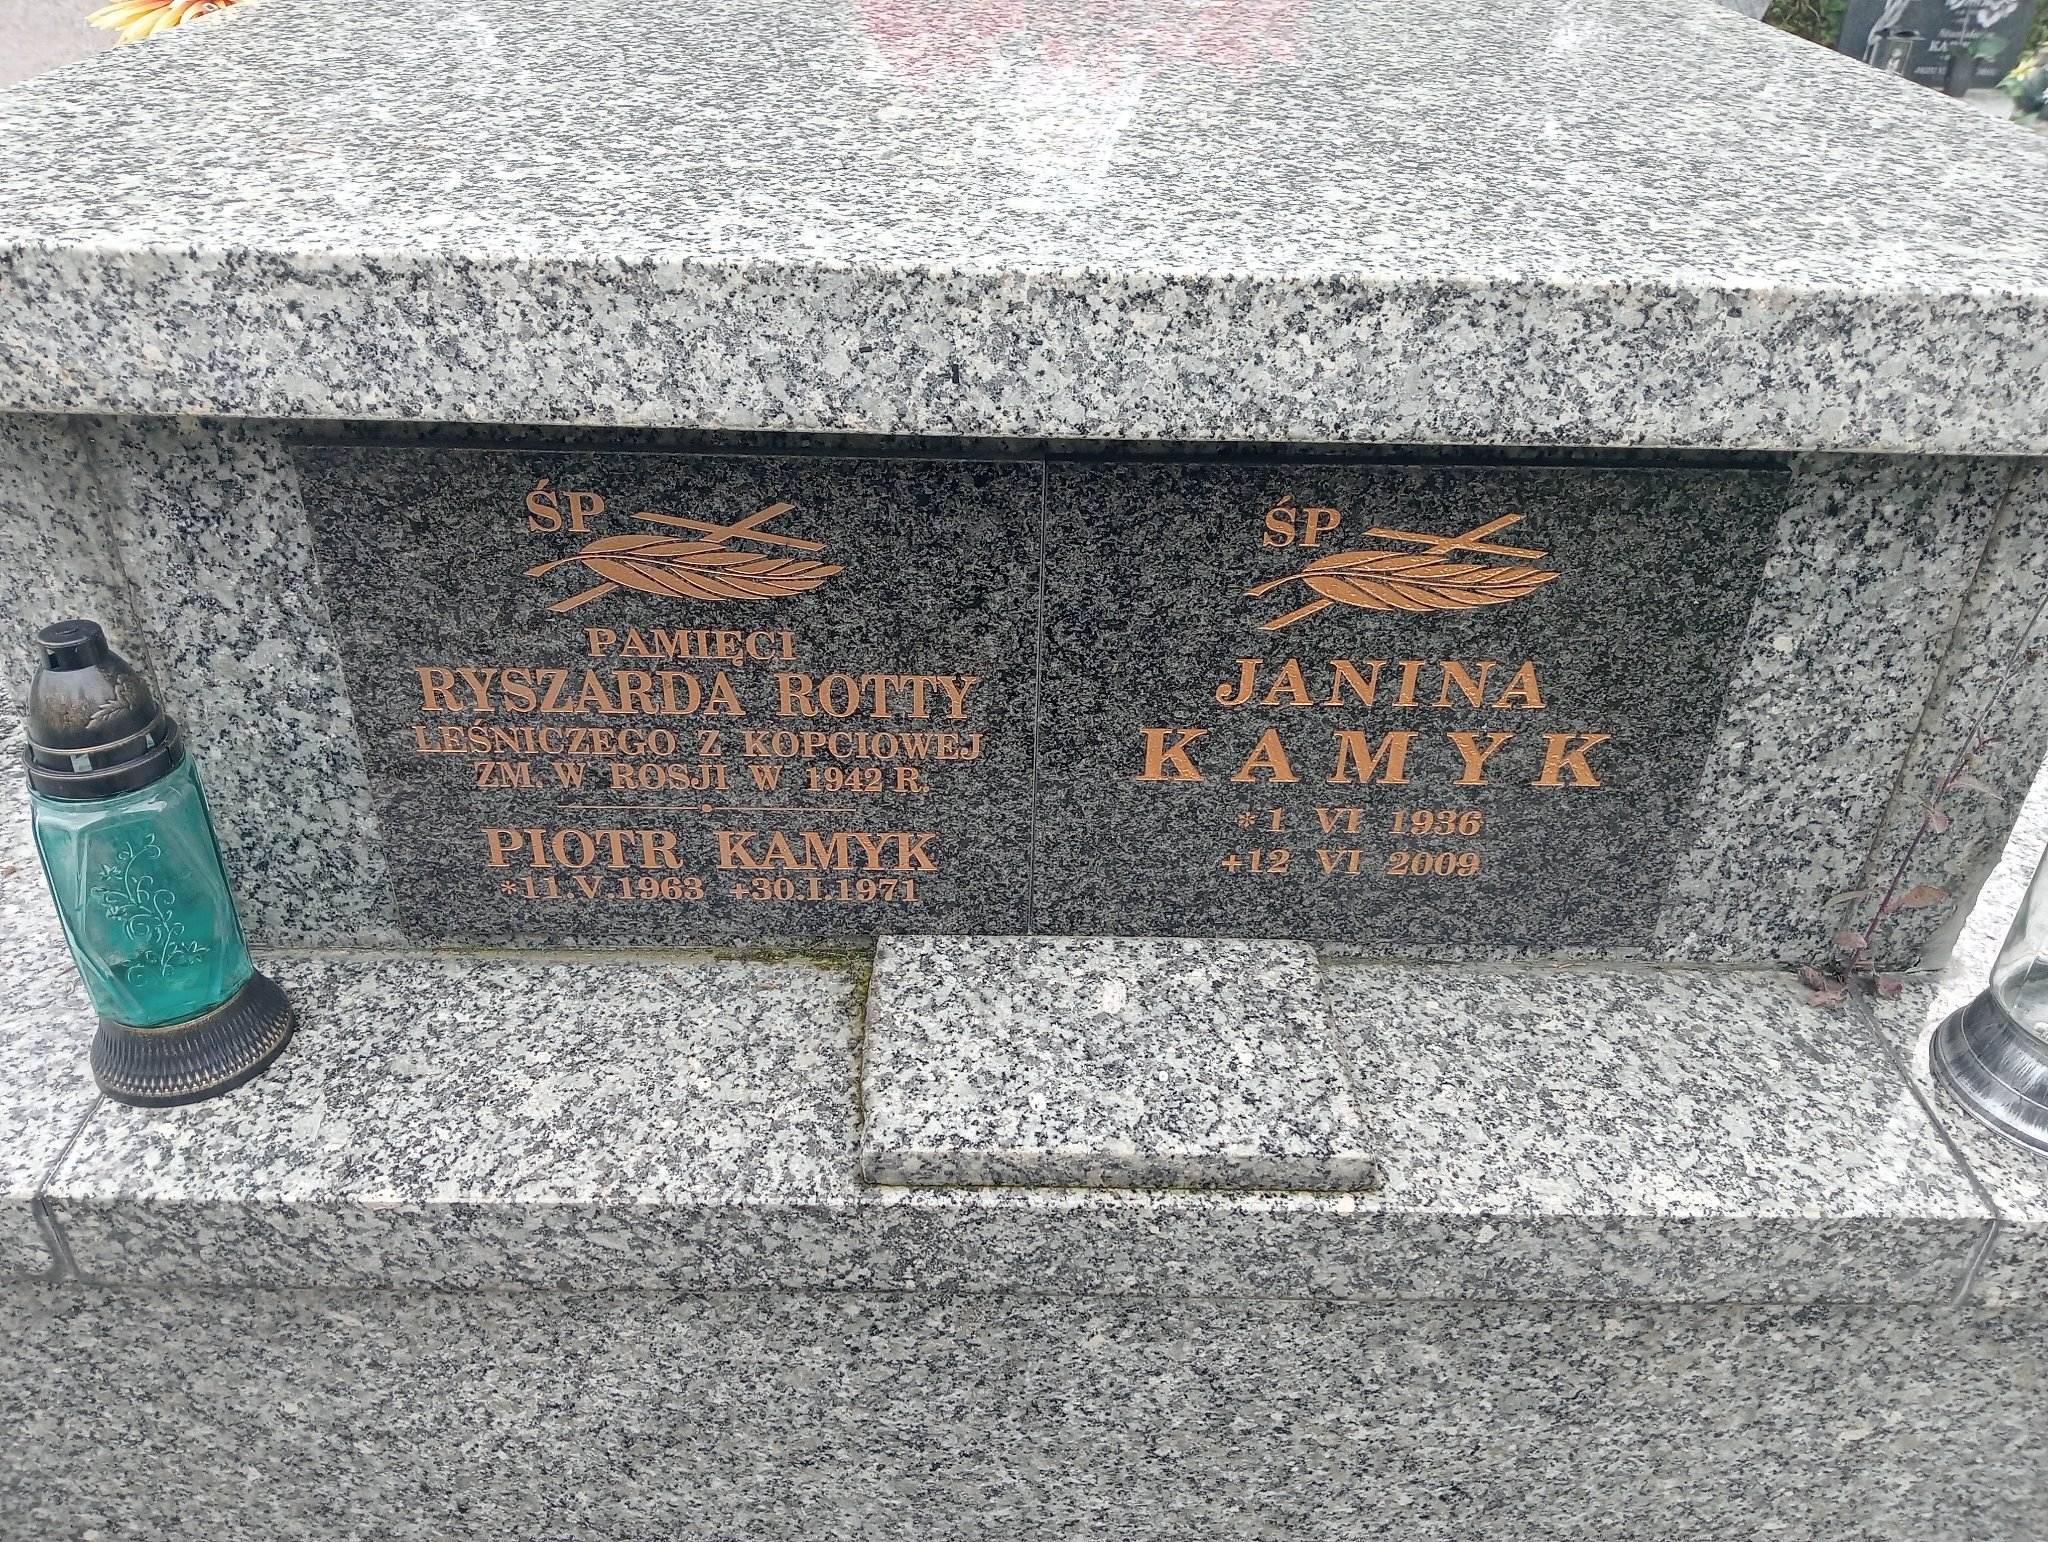 ŚP
PAMIĘCI
RYSZARDA ROTTY
LEŚNICZEGO Z KOPCIOWEJ
ZM. W ROSJI W 1942 R.
PIOTR KAMYK
*11.V.1963 +30.I.1971
ŚP
JANINA
KAMYK
*1 VI 1936
+12 VI 2009